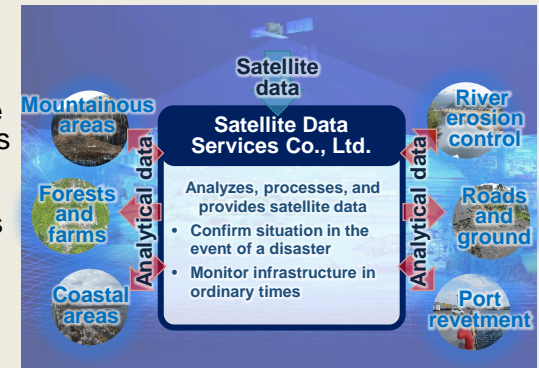 Satellite
data
Mountainous
areas
Forests
and
farms
Coastal
areas
Analytical data
Satellite Data
Services Co., Ltd.
Analyzes, processes, and
provides satellite data
• Confirm situation in the
event of a disaster
• Monitor infrastructure in
ordinary times
Analytical data
River
erosion
control
Roads
and
ground
Port
revetment